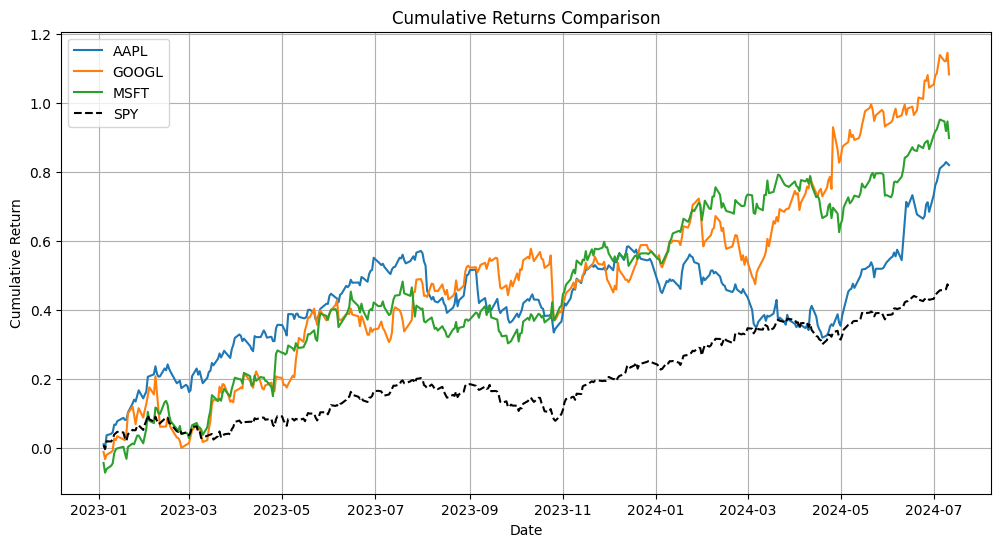 Cumulative Returns Comparison
1.2
1.0
0.8
0.6
0.4
0.2
0.0
Cumulative Return
AAPL
GOOGL
MSFT
SPY
2023-01 2023-03 2023-05 2023-07 2023-09 2023-11 2024-01 2024-03 2024-05 2024-07
Date